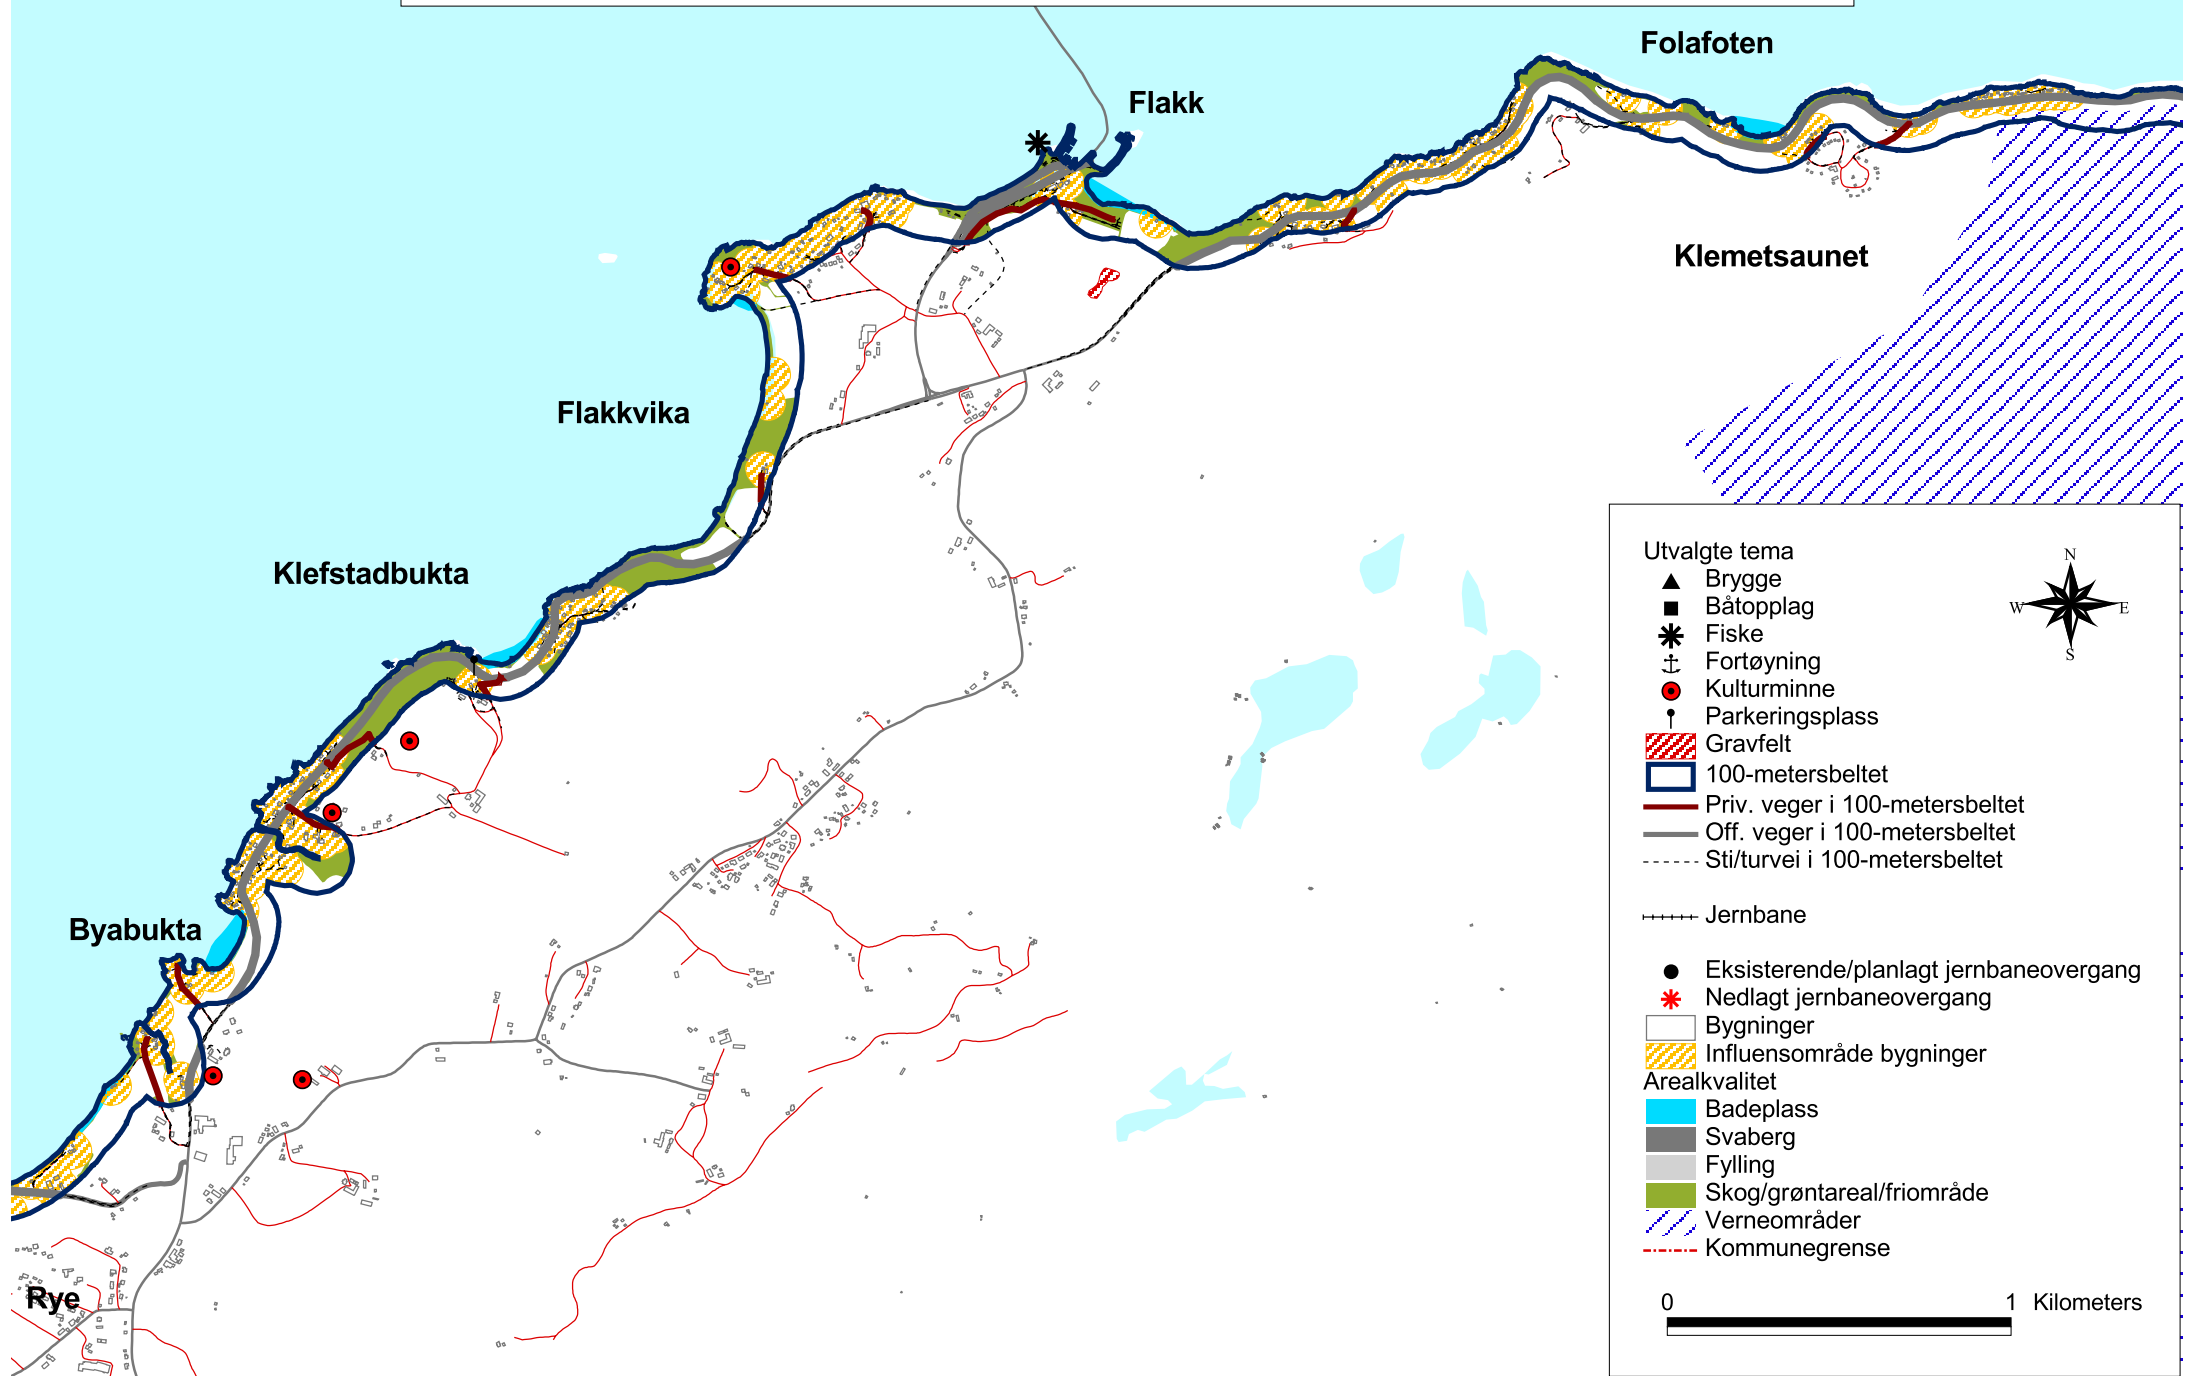 Folafoten
Flakk
Klemetsaunet
Flakkvika
Klefstadbukta
Byabukta
Rye
Utvalgte tema
Brygge
Båtopplag
Fiske
Fortøyning
Kulturminne
Parkeringsplass
Gravfelt
100-metersbeltet
Priv. veger i 100-metersbeltet
Off. veger i 100-metersbeltet
Sti/turvei i 100-metersbeltet
Jernbane
Eksisterende/planlagt jernbaneovergang
Nedlagt jernbaneovergang
Bygninger
Influensområde bygninger
Arealkvalitet
Badeplass
Svaberg
Fylling
Skog/grøntareal/friområde
Verneområder
Kommunegrense
N
W E
S
0 1 Kilometers